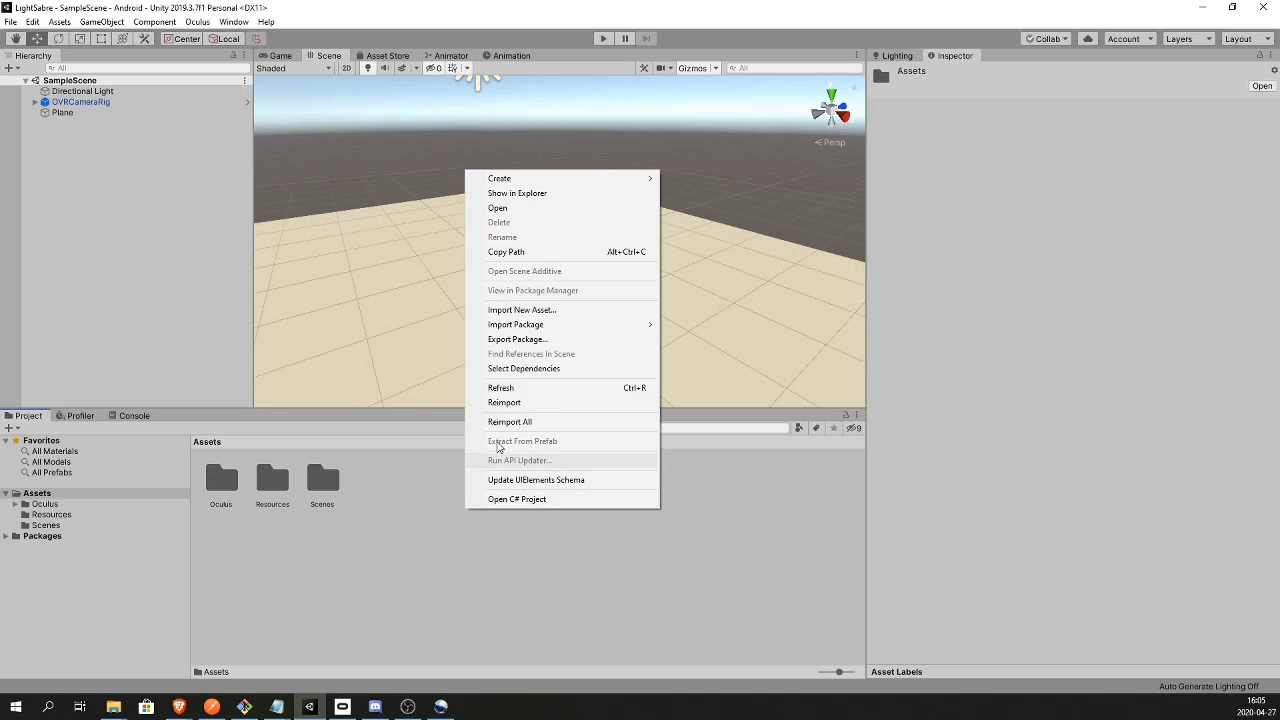 LightSabre - SampleScene - Android - Unity 2019.3.7f1 Personal <DX11>
File Edit Assets GameObject Component Oculus Window Help
Center Local Collab Account Layers Layout
Hierarchy
All
SampleScene
Directional Light
OVRCameraRig
Plane
Game Scene Asset Store Animator Animation
Shaded 2D 0 Gizmos All
Persp
Lighting Inspector
Assets
Open
Create
Show in Explorer
Open
Delete
Rename
Copy Path Alt+Ctrl+C
Open Scene Additive
View in Package Manager
Import New Asset...
Import Package
Export Package...
Find References In Scene
Select Dependencies
Refresh Ctrl+R
Reimport
Reimport All
Extract From Prefab
Run API Updater...
Update UIElements Schema
Open C# Project
Project Profiler Console
9
Favorites
All Materials
All Models
All Prefabs
Assets
Oculus
Resources
Scenes
Packages
Assets
Oculus Resources Scenes
Assets
Asset Labels
Auto Generate Lighting Off
16:05
2020-04-27